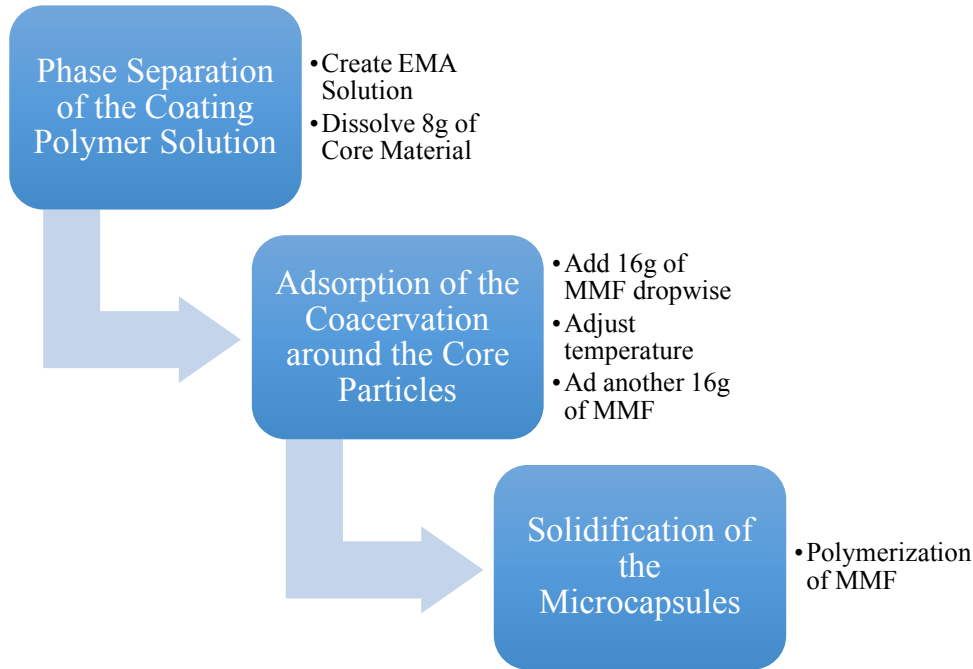 Phase Separation
of the Coating
Polymer Solution
•Create EMA
Solution
•Dissolve 8g of
Core Material
Adsorption of the
Coacervation
around the Core
Particles
•Add 16g of
MMF dropwise
•Adjust
temperature
•Ad another 16g
of MMF
Solidification of
the
Microcapsules
•Polymerization
of MMF